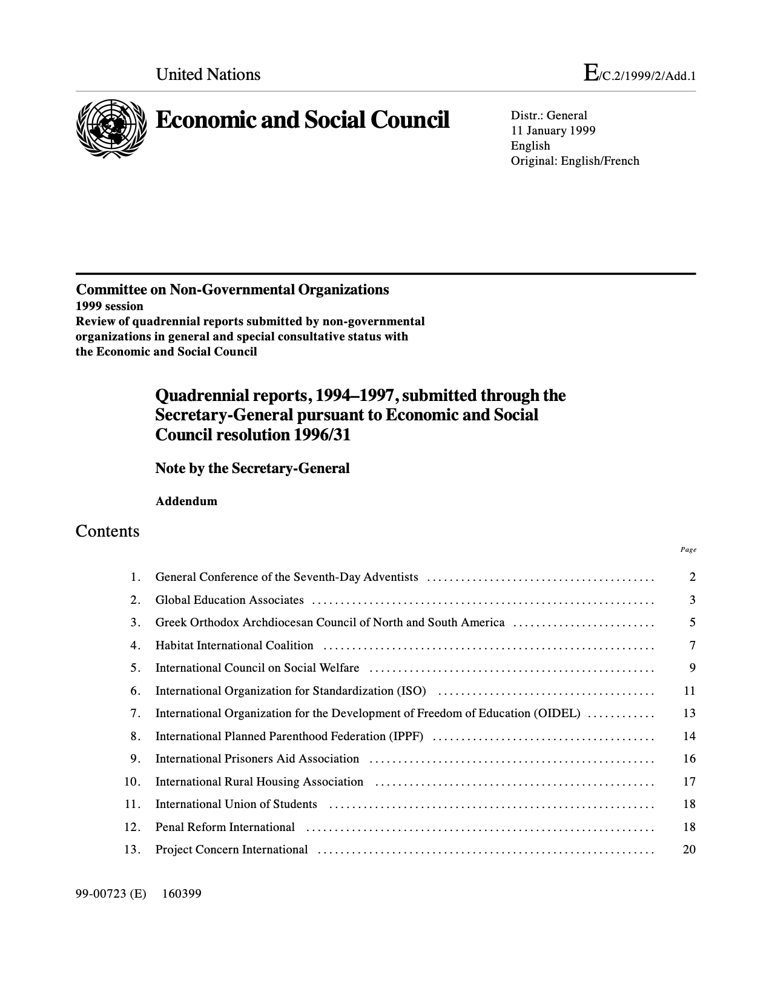 United Nations
E/C.2/1999/2/Add.1
Economic and Social Council
Distr.: General
11 January 1999
English
Original: English/French
Committee on Non-Governmental Organizations
1999 session
Review of quadrennial reports submitted by non-governmental
organizations in general and special consultative status with
the Economic and Social Council
Quadrennial reports, 1994–1997, submitted through the
Secretary-General pursuant to Economic and Social
Council resolution 1996/31
Note by the Secretary-General
Addendum
Contents
Page
1. General Conference of the Seventh-Day Adventists ........................................ 2
2. Global Education Associates ............................................................ 3
3. Greek Orthodox Archdiocesan Council of North and South America ......................... 5
4. Habitat International Coalition .......................................................... 7
5. International Council on Social Welfare .................................................. 9
6. International Organization for Standardization (ISO) ...................................... 11
7. International Organization for the Development of Freedom of Education (OIDEL) ............ 13
8. International Planned Parenthood Federation (IPPF) ....................................... 14
9. International Prisoners Aid Association .................................................. 16
10. International Rural Housing Association ................................................. 17
11. International Union of Students ......................................................... 18
12. Penal Reform International ............................................................. 18
13. Project Concern International ........................................................... 20
99-00723 (E) 160399